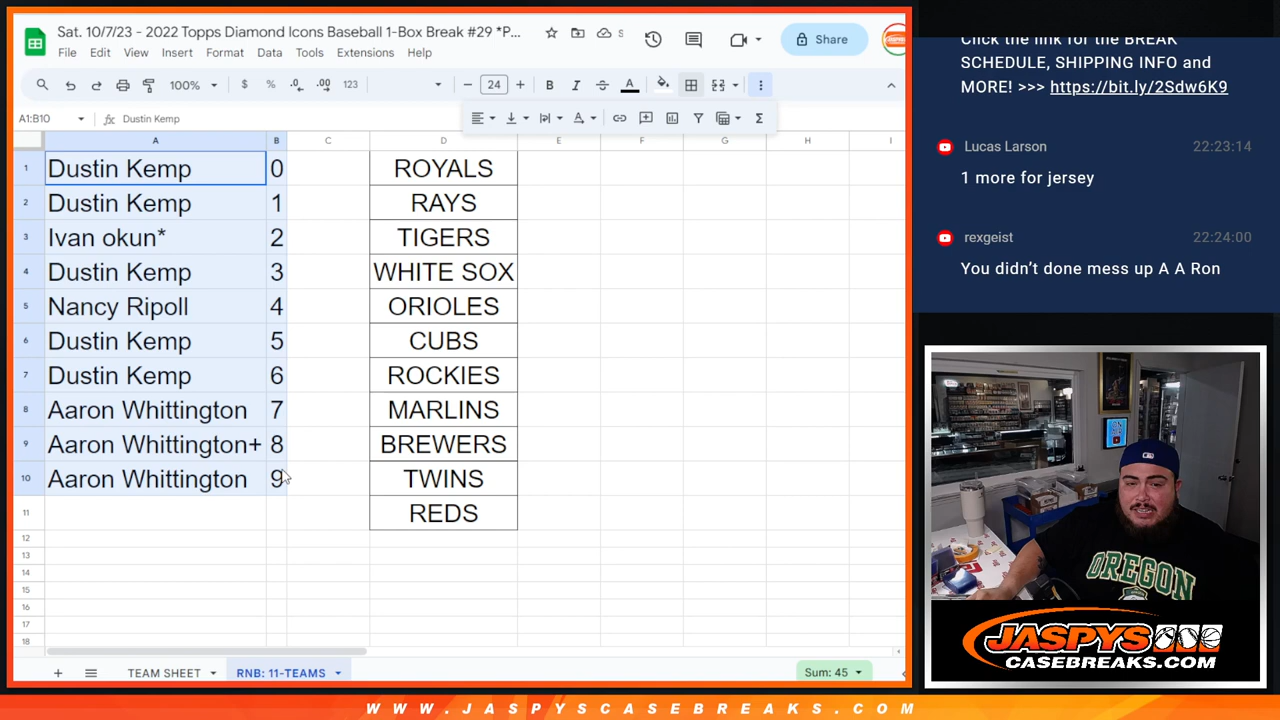 Sat. 10/7/23 - 2022 Topps Diamond Icons Baseball 1-Box Break #29 *P...
File Edit View Insert Format Data Tools Extensions Help
Share
100% $ % .0 .00 123 24 B I S A
A1:B10 fx Dustin Kemp
A B C D E F G H I
1 Dustin Kemp 0 ROYALS
2 Dustin Kemp 1 RAYS
3 Ivan okun* 2 TIGERS
4 Dustin Kemp 3 WHITE SOX
5 Nancy Ripoll 4 ORIOLES
6 Dustin Kemp 5 CUBS
7 Dustin Kemp 6 ROCKIES
8 Aaron Whittington 7 MARLINS
9 Aaron Whittington+ 8 BREWERS
10 Aaron Whittington 9 TWINS
11 REDS
12
13
14
15
16
17
18
TEAM SHEET RNB: 11-TEAMS Sum: 45
Click the link for the BREAK
SCHEDULE, SHIPPING INFO and
MORE! >>> https://bit.ly/2Sdw6K9
Lucas Larson 22:23:14
1 more for jersey
rexgeist 22:24:00
You didn't done mess up A A Ron
OREGON
JASPYS
CASEBREAKS.COM
WWW.JASPYSCASEBREAKS.COM